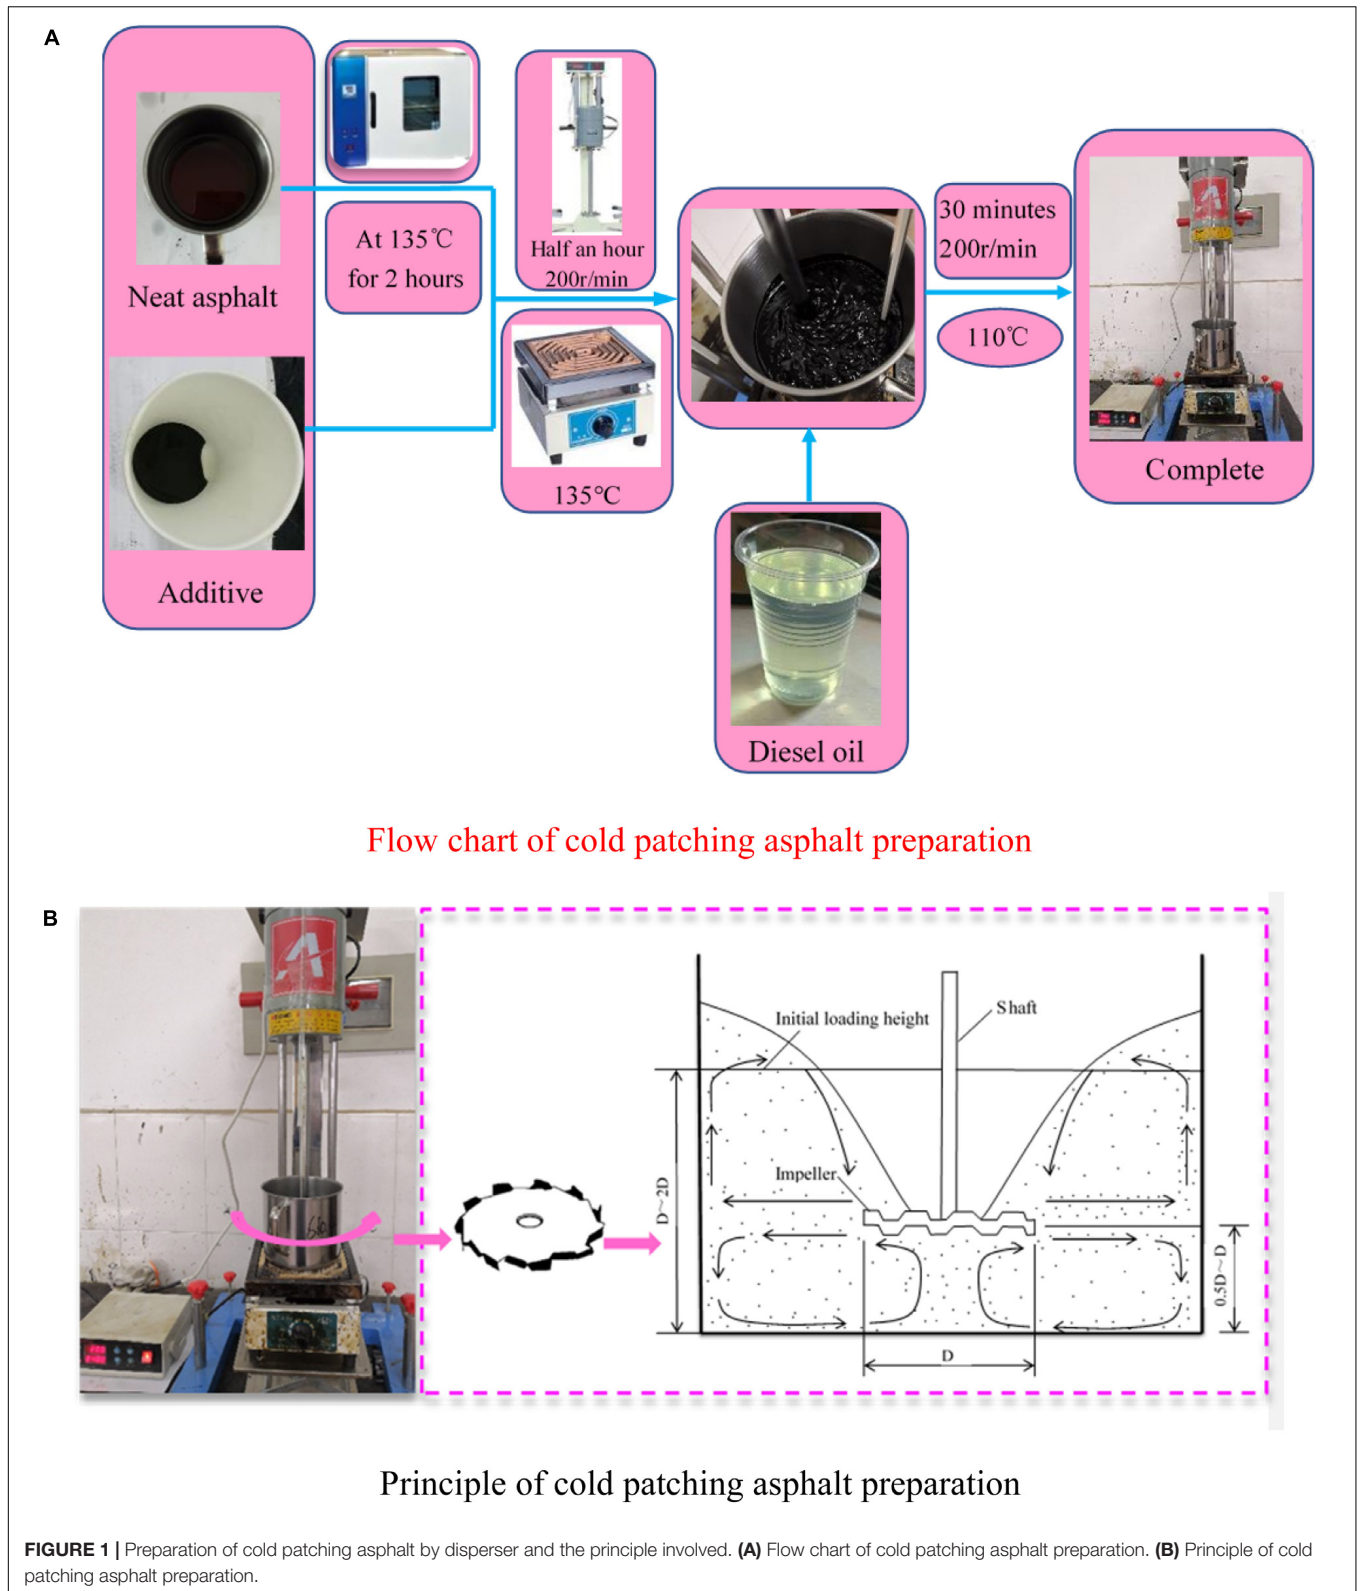 A
Neat asphalt
Additive
At 135℃
for 2 hours
Half an hour
200r/min
135℃
30 minutes
200r/min
110℃
Complete
Diesel oil
Flow chart of cold patching asphalt preparation
B
Initial loading height
Shaft
Impeller
D~2D
0.5D~D
D
Principle of cold patching asphalt preparation
FIGURE 1 | Preparation of cold patching asphalt by disperser and the principle involved. (A) Flow chart of cold patching asphalt preparation. (B) Principle of cold
patching asphalt preparation.